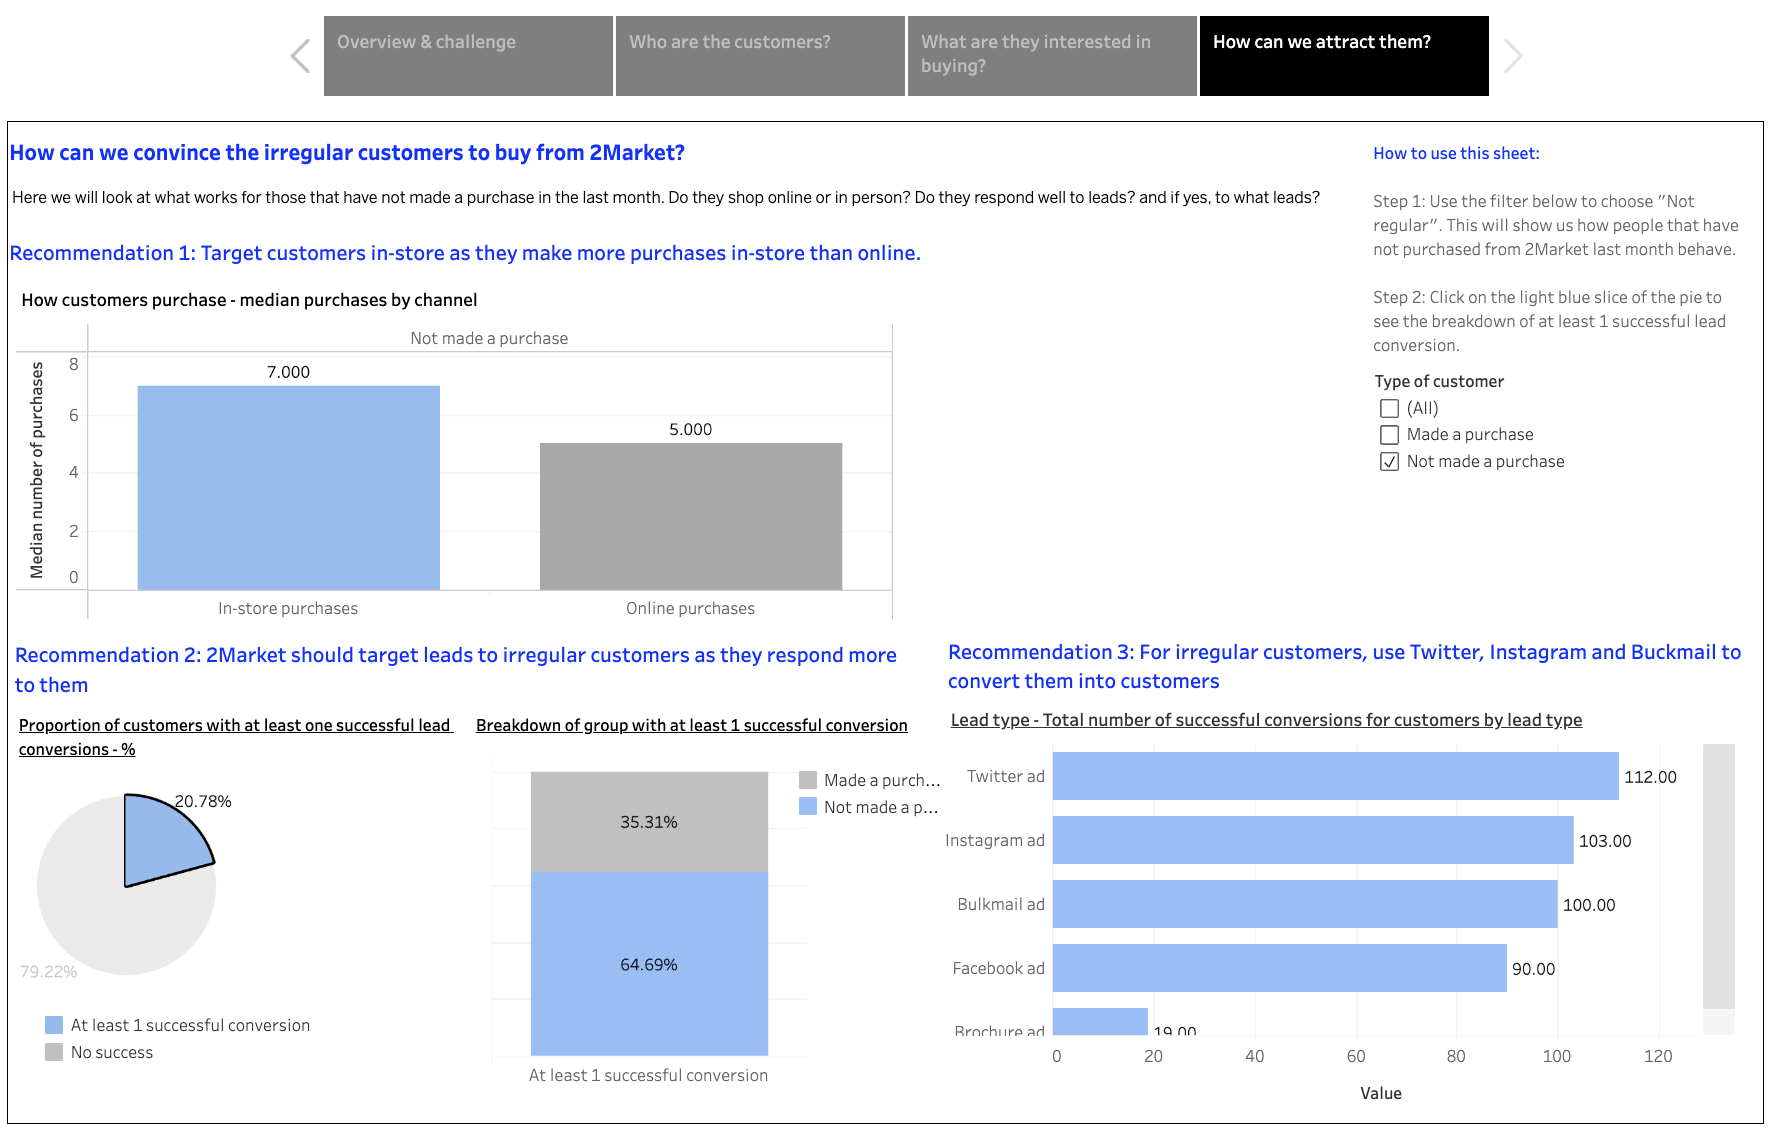 Overview & challenge
Who are the customers?
What are they interested in
buying?
How can we attract them?
How can we convince the irregular customers to buy from 2Market?
Here we will look at what works for those that have not made a purchase in the last month. Do they shop online or in person? Do they respond well to leads? and if yes, to what leads?
How to use this sheet:
Step 1: Use the filter below to choose "Not
regular". This will show us how people that have
not purchased from 2Market last month behave.
Step 2: Click on the light blue slice of the pie to
see the breakdown of at least 1 successful lead
conversion.
Type of customer
(All)
Made a purchase
Not made a purchase
Recommendation 1: Target customers in-store as they make more purchases in-store than online.
How customers purchase - median purchases by channel
Not made a purchase
Median number of purchases
8
6
4
2
0
7.000
5.000
In-store purchases
Online purchases
Recommendation 2: 2Market should target leads to irregular customers as they respond more
to them
Proportion of customers with at least one successful lead
conversions - %
20.78%
79.22%
At least 1 successful conversion
No success
Breakdown of group with at least 1 successful conversion
Made a purch...
Not made a p...
35.31%
64.69%
At least 1 successful conversion
Recommendation 3: For irregular customers, use Twitter, Instagram and Buckmail to
convert them into customers
Lead type - Total number of successful conversions for customers by lead type
Twitter ad 112.00
Instagram ad 103.00
Bulkmail ad 100.00
Facebook ad 90.00
Brochure ad 19.00
0 20 40 60 80 100 120
Value